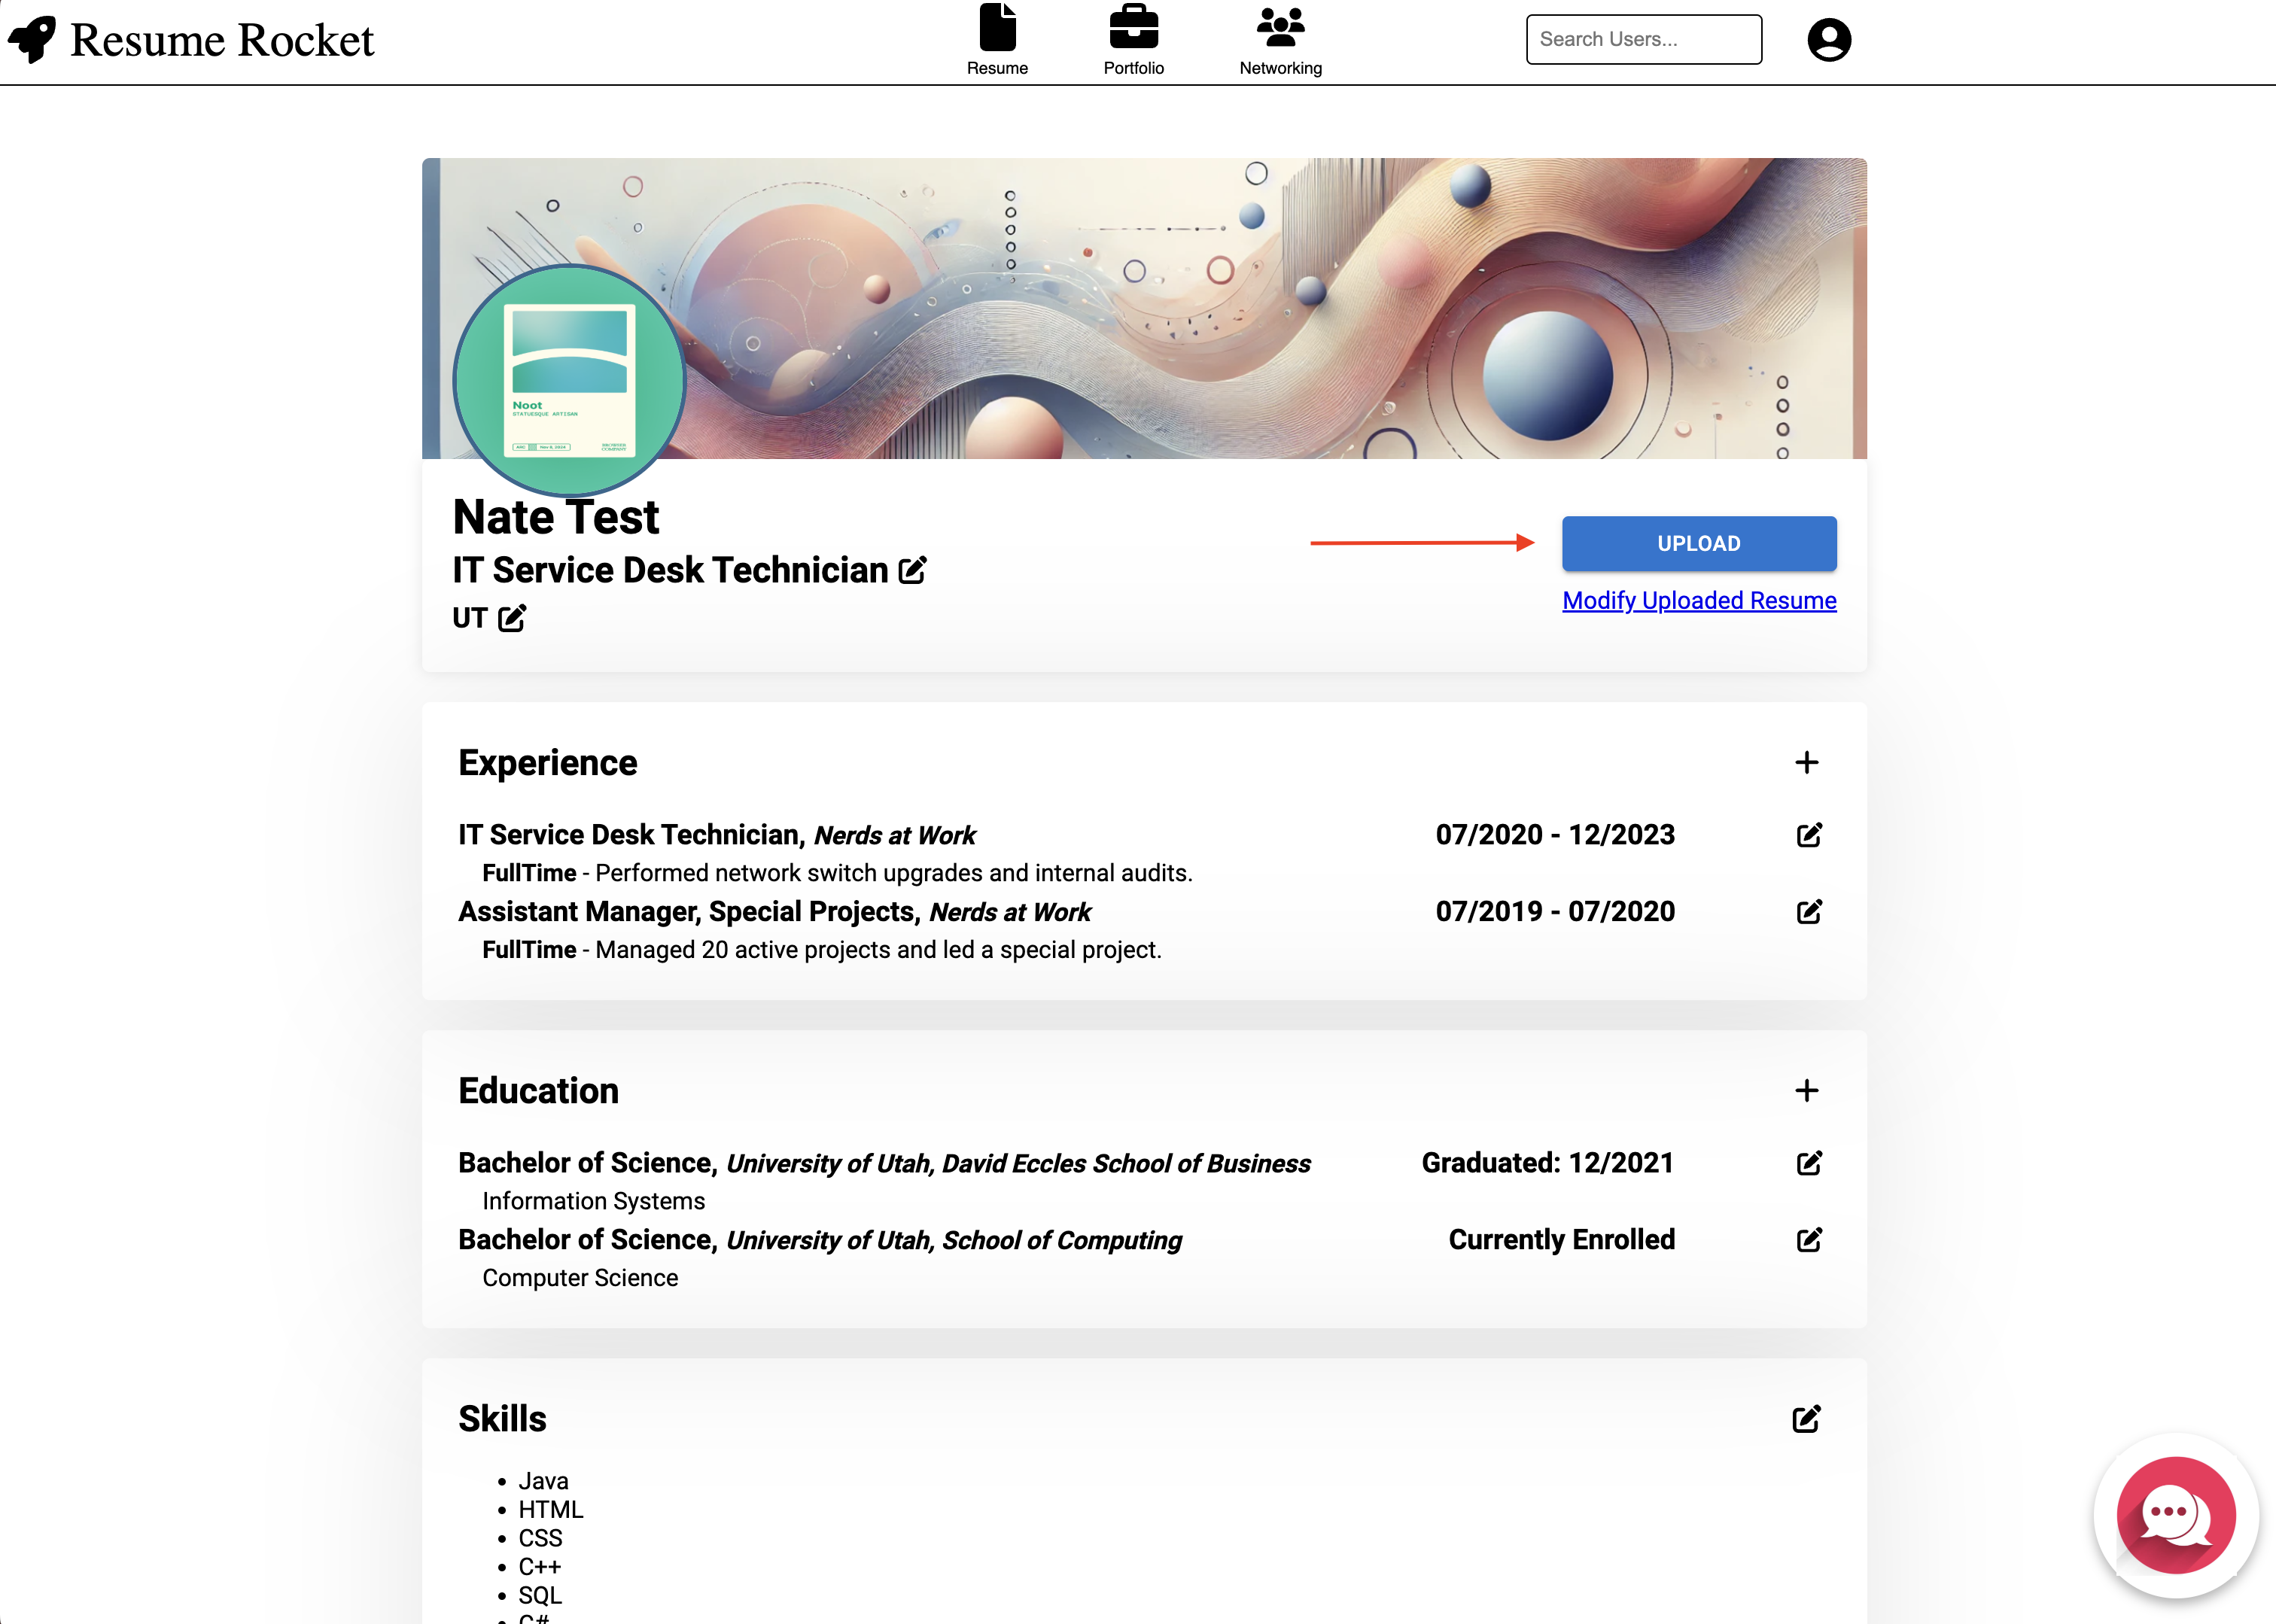 Resume Rocket
Resume
Portfolio
Networking
Search Users...
Noot
STATUESQUE ARTISAN
Nate Test
IT Service Desk Technician
UT
UPLOAD
Modify Uploaded Resume
Experience
IT Service Desk Technician, Nerds at Work 07/2020 - 12/2023
FullTime - Performed network switch upgrades and internal audits.
Assistant Manager, Special Projects, Nerds at Work 07/2019 - 07/2020
FullTime - Managed 20 active projects and led a special project.
Education
Bachelor of Science, University of Utah, David Eccles School of Business Graduated: 12/2021
Information Systems
Bachelor of Science, University of Utah, School of Computing Currently Enrolled
Computer Science
Skills
Java
HTML
CSS
C++
SQL
C#